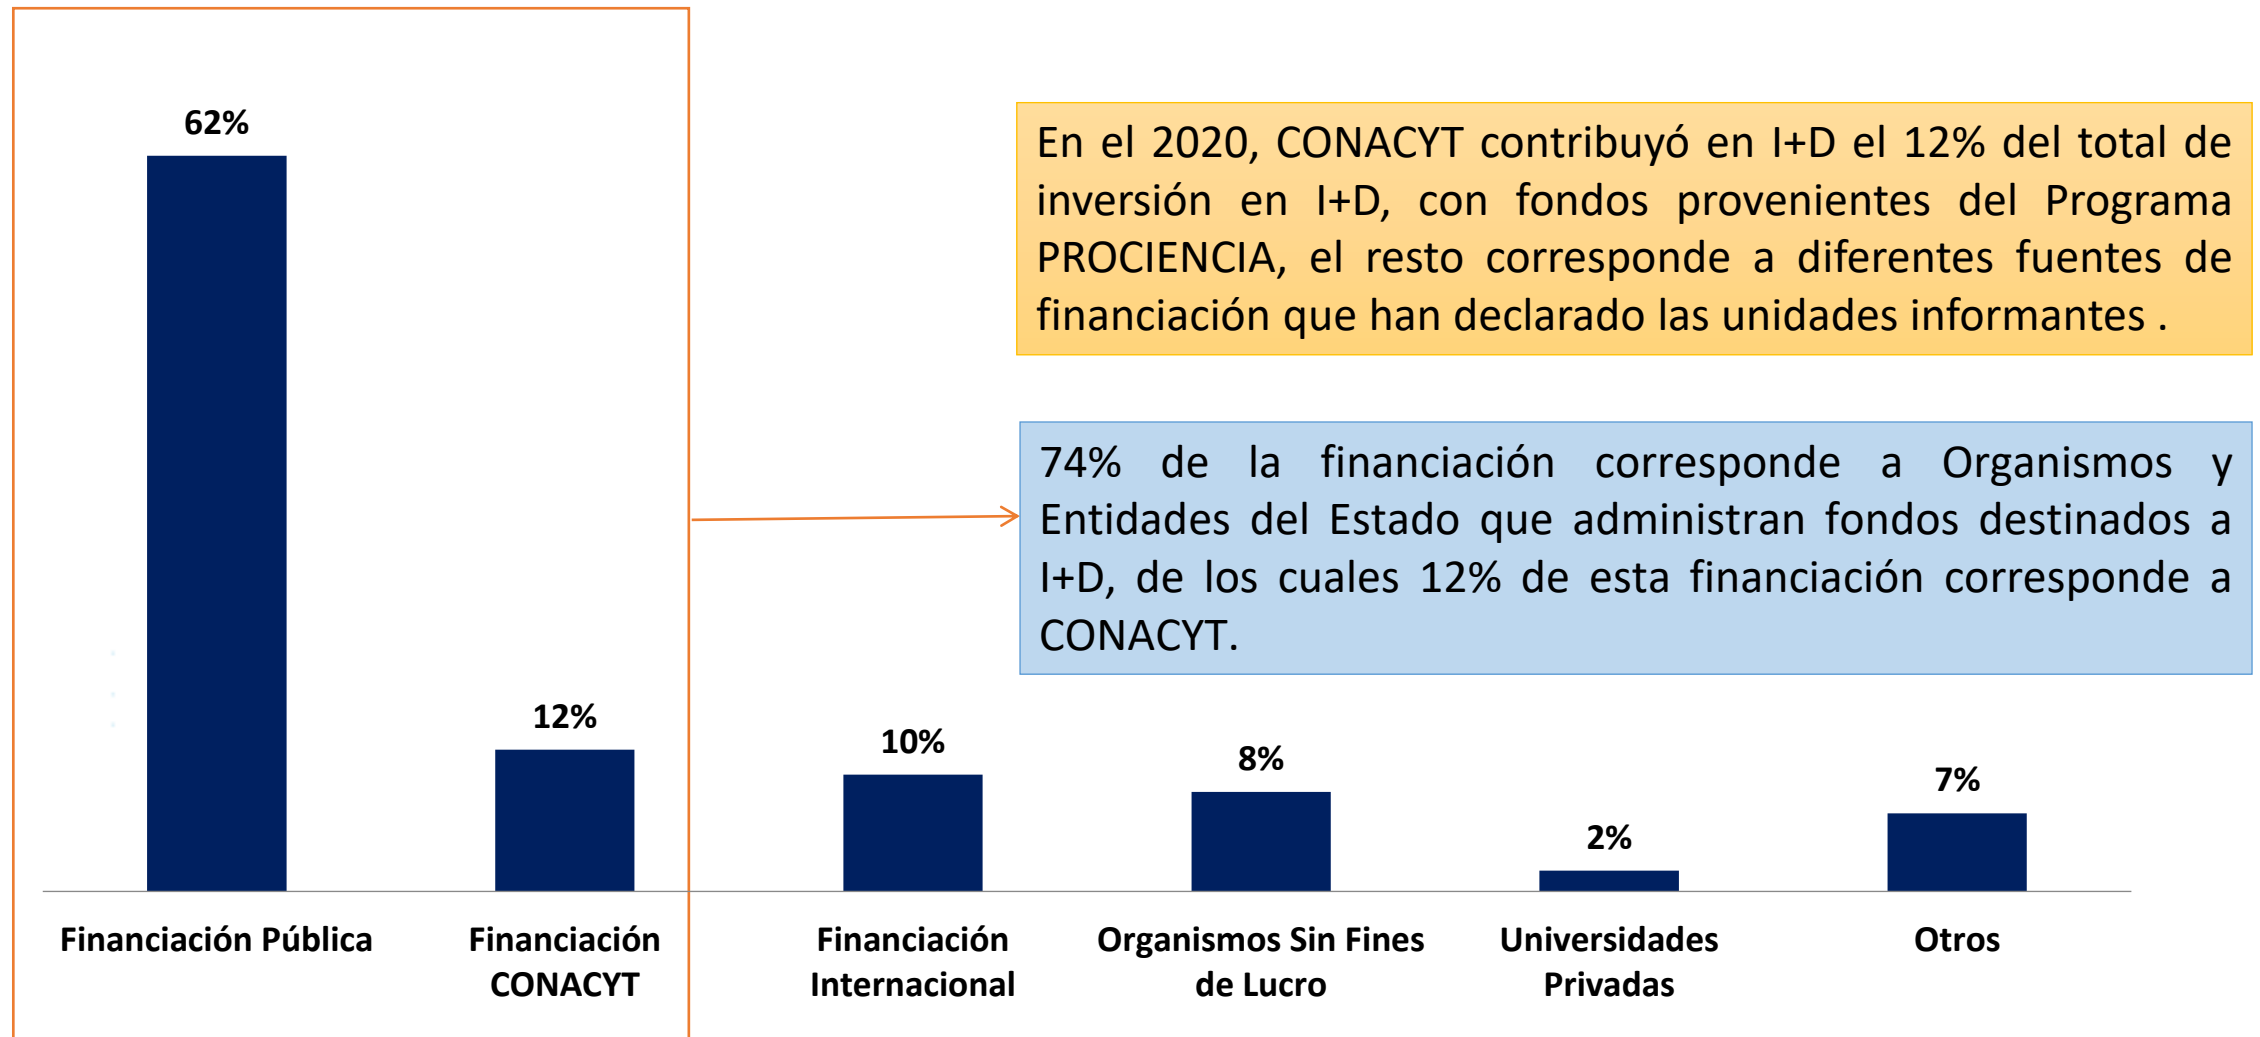 62%
En el 2020, CONACYT contribuyó en I+D el 12% del total de
inversión en I+D, con fondos provenientes del Programa
PROCIENCIA, el resto corresponde a diferentes fuentes de
financiación que han declarado las unidades informantes .
74% de la financiación corresponde a Organismos y
Entidades del Estado que administran fondos destinados a
I+D, de los cuales 12% de esta financiación corresponde a
CONACYT.
12%
10%
8%
2%
7%
Financiación Pública
Financiación
CONACYT
Financiación
Internacional
Organismos Sin Fines
de Lucro
Universidades
Privadas
Otros